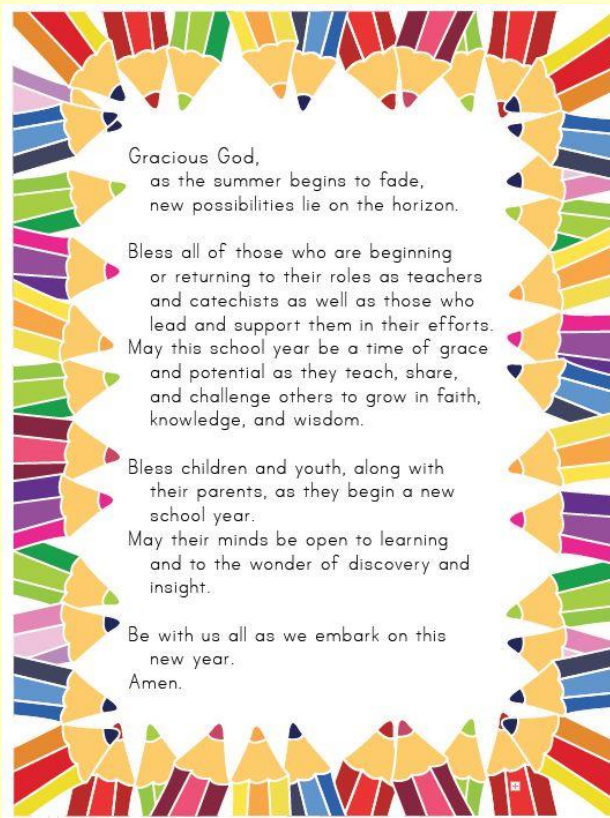 Gracious God,
as the summer begins to fade,
new possibilities lie on the horizon.
Bless all of those who are beginning
or returning to their roles as teachers
and catechists as well as those who
lead and support them in their efforts.
May this school year be a time of grace
and potential as they teach, share,
and challenge others to grow in faith,
knowledge, and wisdom.
Bless children and youth, along with
their parents, as they begin a new
school year.
May their minds be open to learning
and to the wonder of discovery and
insight.
Be with us all as we embark on this
new year.
Amen.